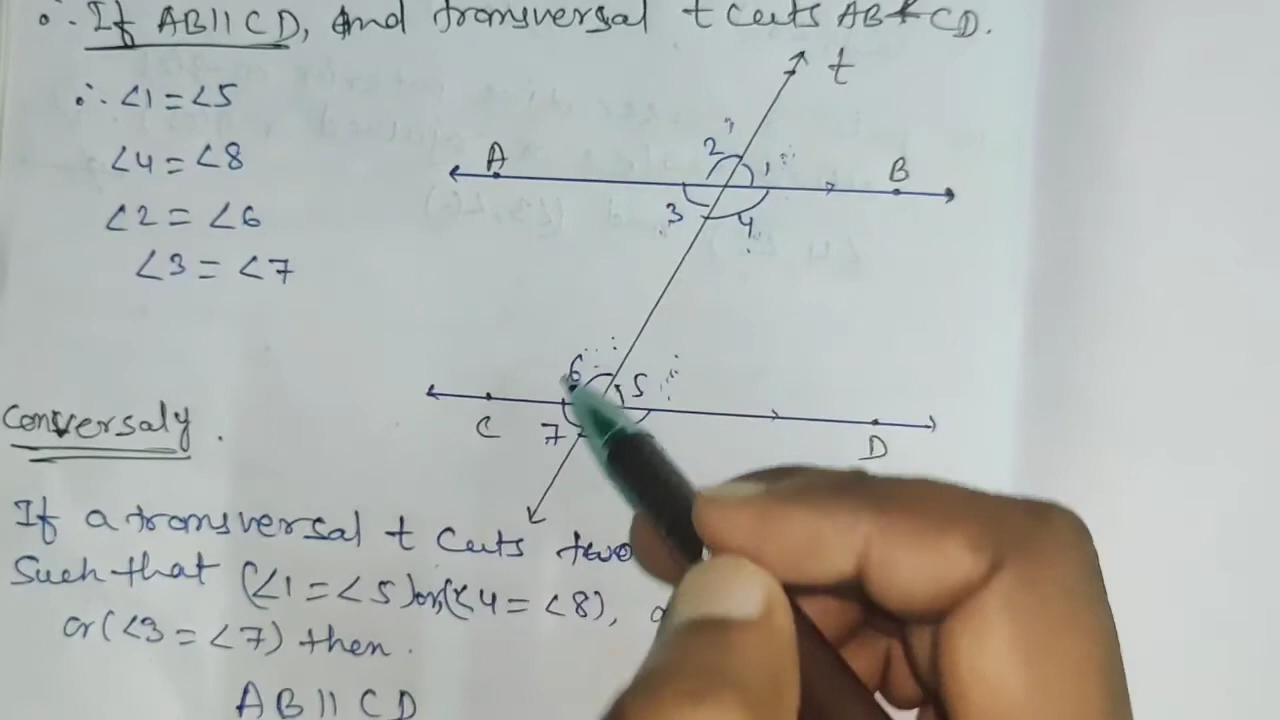 ∴ If AB || CD, and transversal t cuts AB & CD.
∴ ∠1 = ∠5
∠4 = ∠8
∠2 = ∠6
∠3 = ∠7
t
A
B
2
1
3
4
6
5
7
C
D
Conversaly.
If a transversal t cuts two
Such that (∠1 = ∠5) or, (∠4 = ∠8),
or (∠3 = ∠7) then.
AB || CD